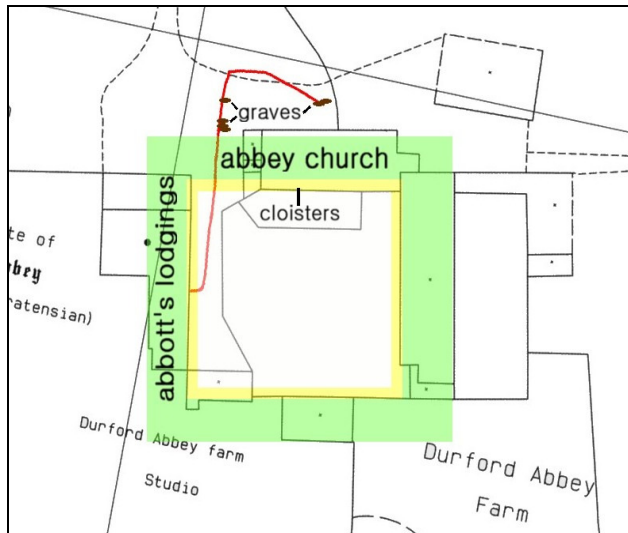 graves
abbey church
cloisters
abbott's lodgings
te of
bey
ratensian)
Durford Abbey farm
Studio
Durford Abbey
Farm